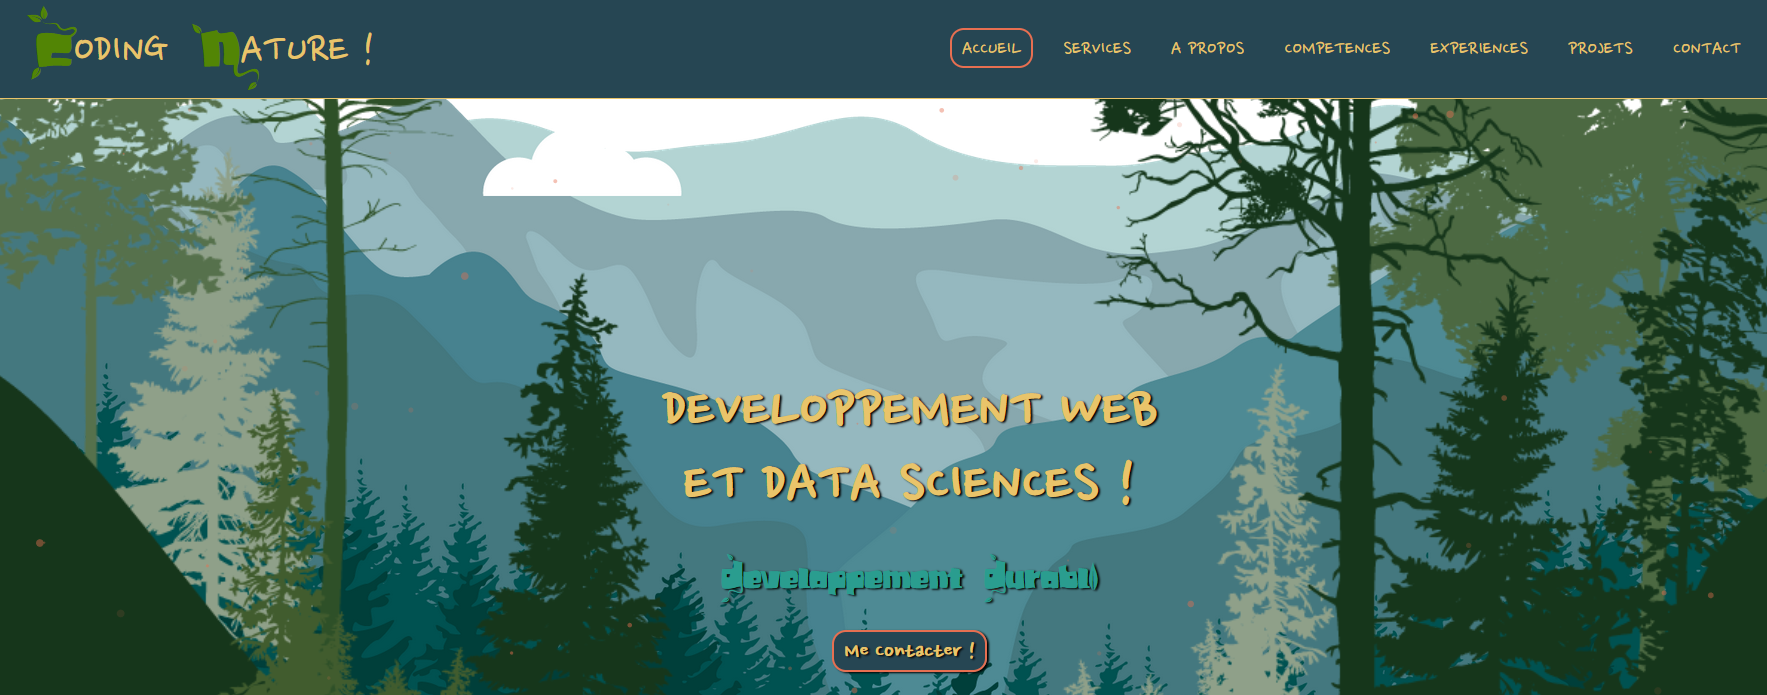 CODING NATURE !
ACCUEIL SERVICES A PROPOS COMPETENCES EXPERIENCES PROJETS CONTACT
DEVELOPPEMENT WEB
ET DATA SCIENCES !
developpement durabl)
Me contacter !